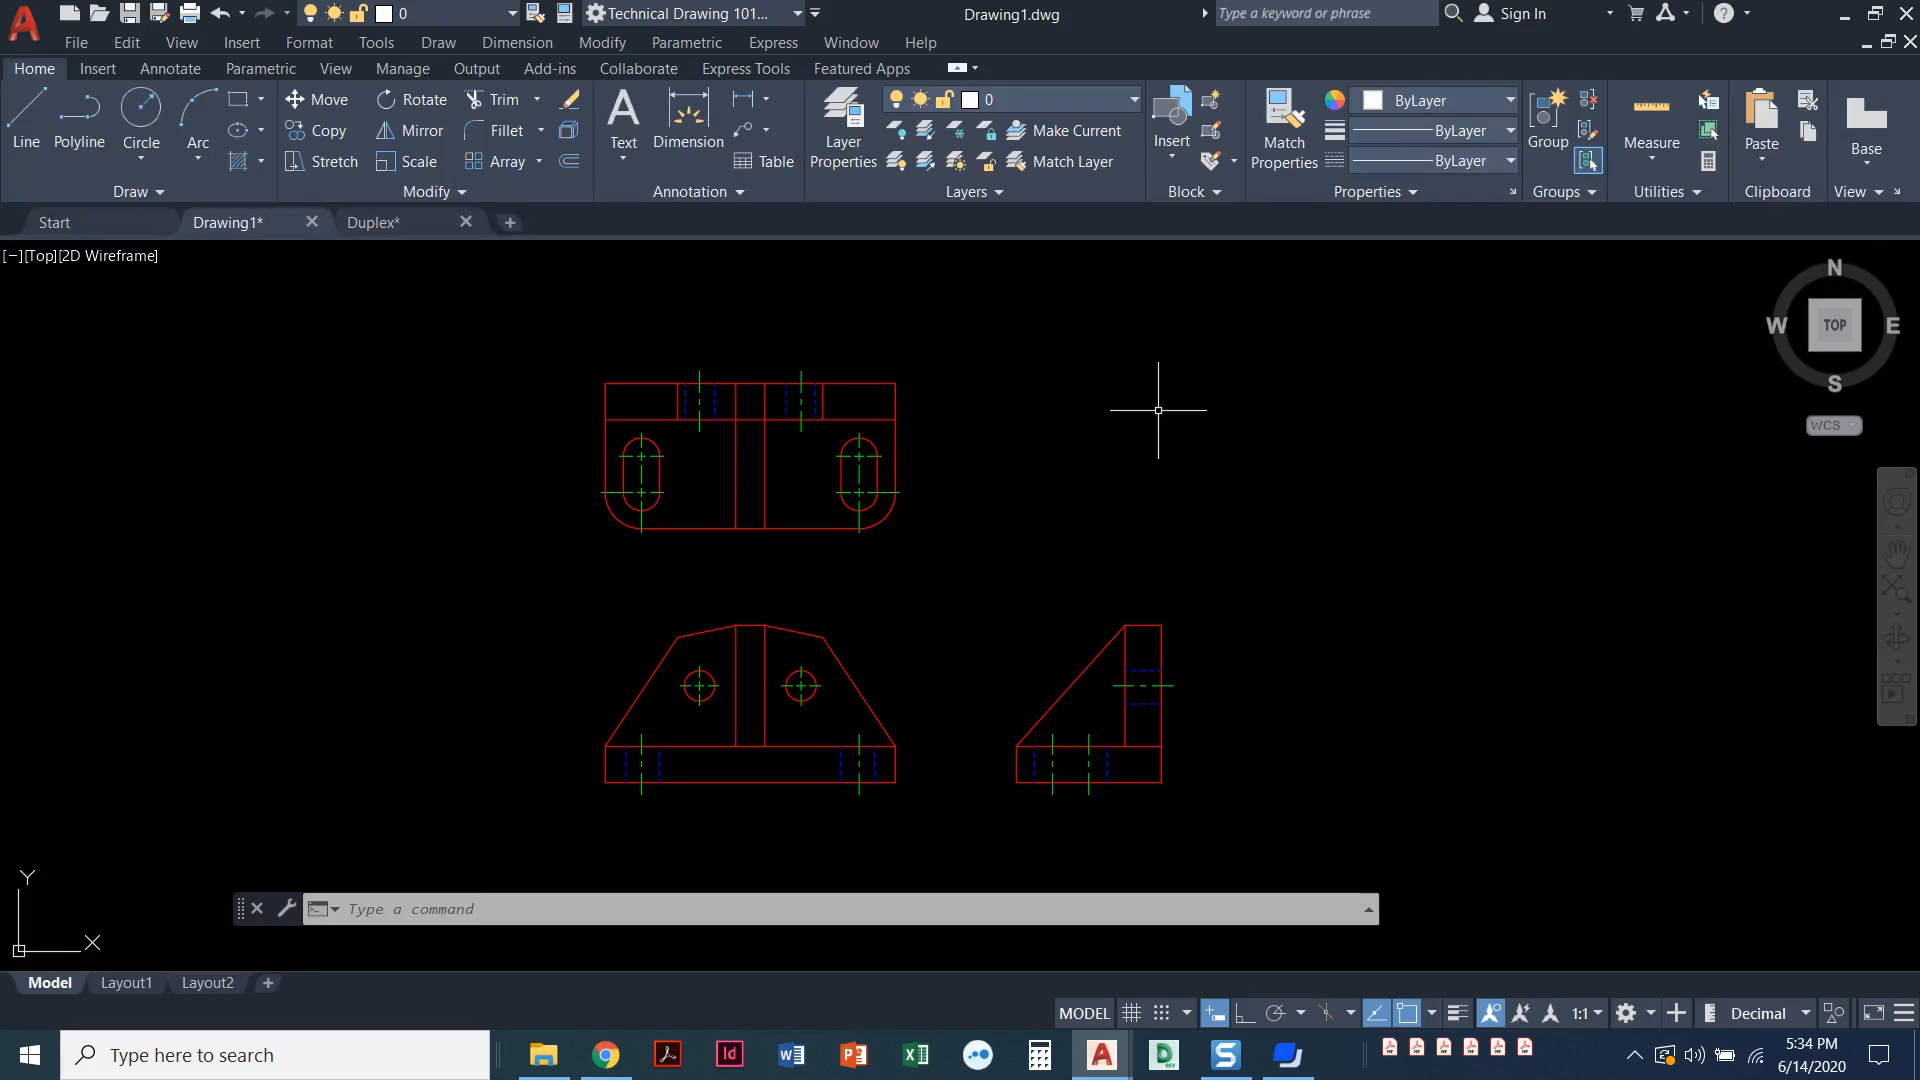 0
Technical Drawing 101...
Drawing1.dwg
Type a keyword or phrase
Sign In
File Edit View Insert Format Tools Draw Dimension Modify Parametric Express Window Help
Home Insert Annotate Parametric View Manage Output Add-ins Collaborate Express Tools Featured Apps
Line
Polyline
Circle
Arc
Draw
Move
Rotate
Trim
Copy
Mirror
Fillet
Stretch
Scale
Array
Modify
Text
Dimension
Table
Annotation
Layer
Properties
0
Make Current
Match Layer
Layers
Insert
Block
Match
Properties
ByLayer
ByLayer
ByLayer
Properties
Group
Groups
Measure
Utilities
Paste
Clipboard
Base
View
Start
Drawing1*
Duplex*
[−][Top][2D Wireframe]
N
W
TOP
E
S
WCS
Y
X
Type a command
Model
Layout1
Layout2
MODEL
1:1
Decimal
Type here to search
5:34 PM
6/14/2020